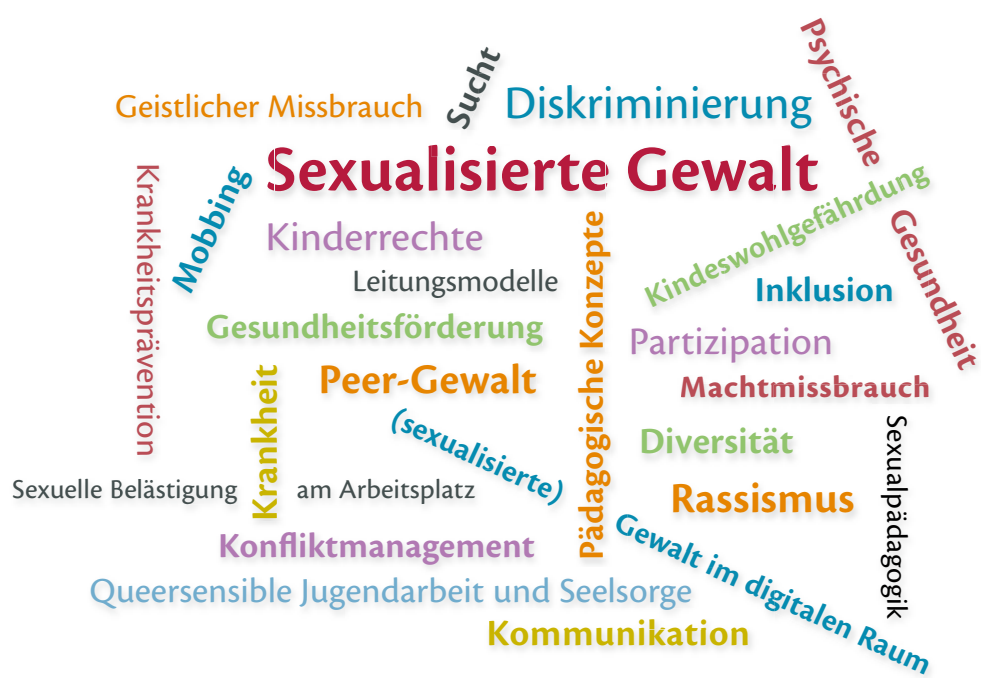 Psychische
Gesundheit
Sucht
Geistlicher Missbrauch
Diskriminierung
Sexualisierte Gewalt
Krankheitsprävention
Mobbing
Kinderrechte
Kindeswohlgefährdung
Leitungsmodelle
Inklusion
Pädagogische Konzepte
Gesundheitsförderung
Partizipation
Peer-Gewalt
Machtmissbrauch
Krankheit
(sexualisierte)
Gewalt im digitalen Raum
Diversität
Sexualpädagogik
Sexuelle Belästigung am Arbeitsplatz
Rassismus
Konfliktmanagement
Queersensible Jugendarbeit und Seelsorge
Kommunikation